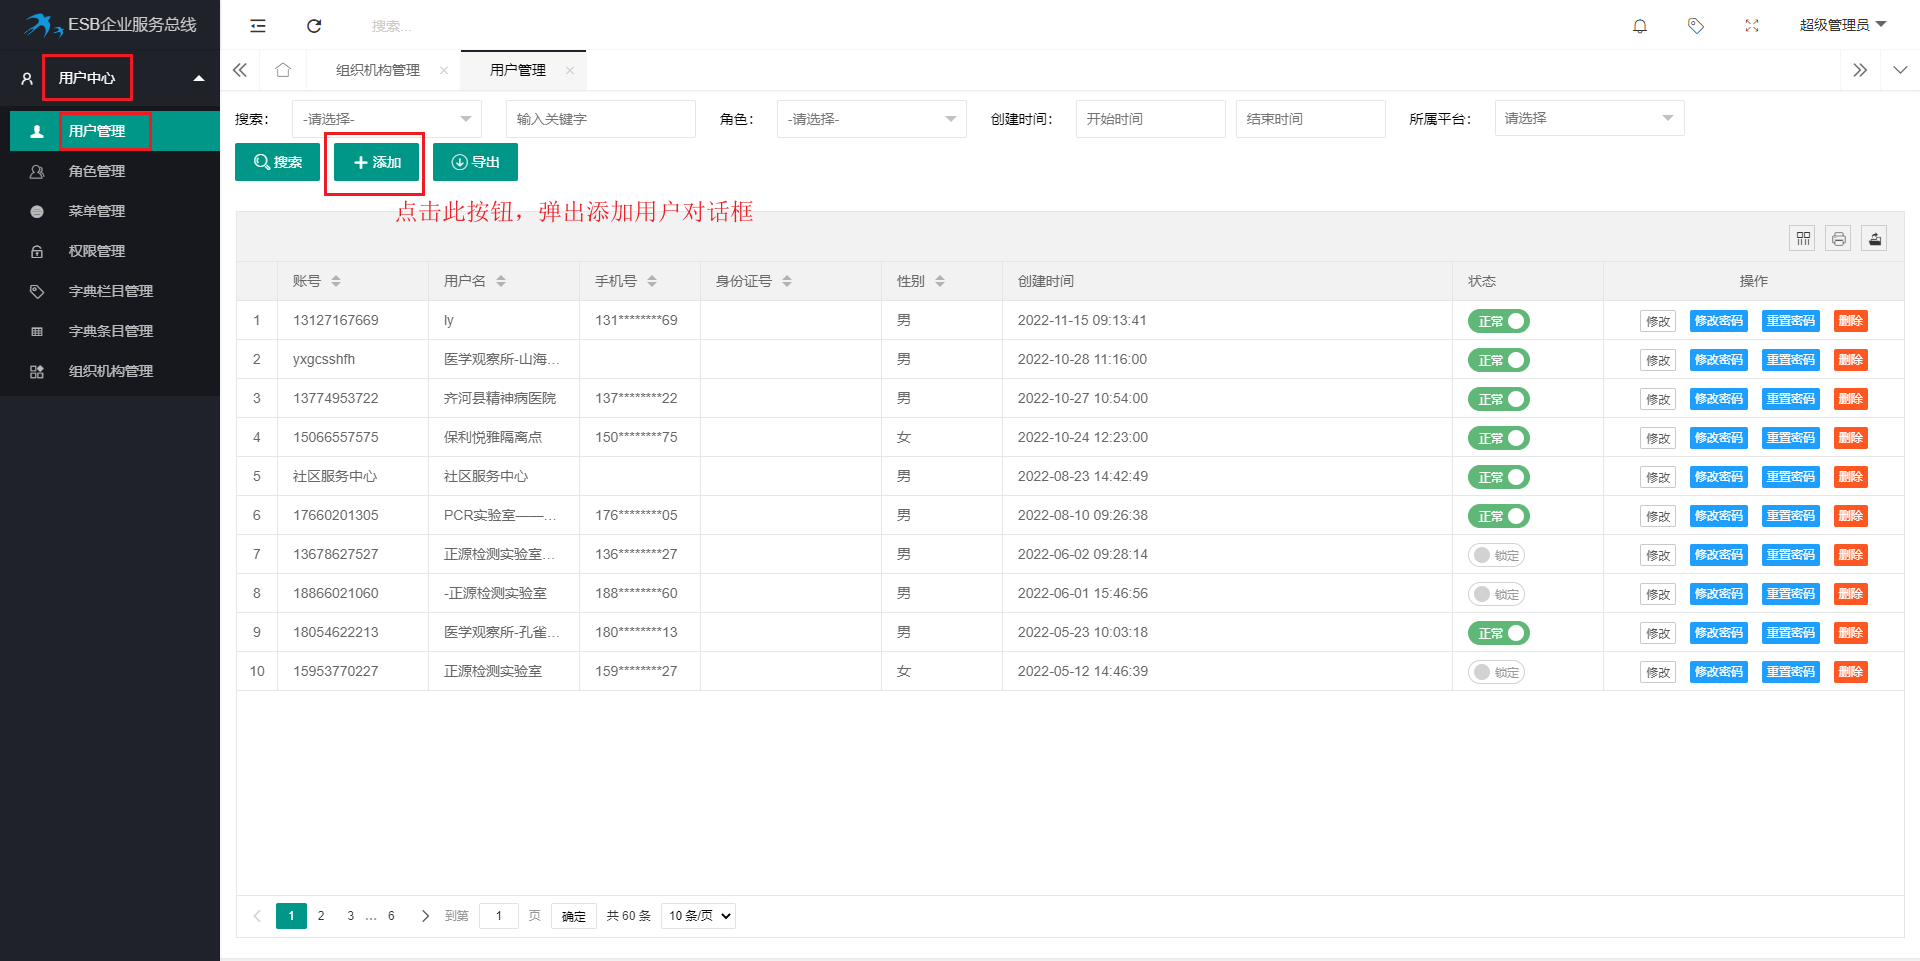 ESB企业服务总线
搜索...
超级管理员
用户中心
用户管理
角色管理
菜单管理
权限管理
字典栏目管理
字典条目管理
组织机构管理
组织机构管理 用户管理
搜索: -请选择- 输入关键字 角色: -请选择- 创建时间: 开始时间 结束时间 所属平台: 请选择
搜索 添加 导出
点击此按钮，弹出添加用户对话框
账号 用户名 手机号 身份证号 性别 创建时间 状态 操作
1 13127167669 ly 131********69 男 2022-11-15 09:13:41 正常 修改 修改密码 重置密码 删除
2 yxgcsshfh 医学观察所-山海... 男 2022-10-28 11:16:00 正常 修改 修改密码 重置密码 删除
3 13774953722 齐河县精神病医院 137********22 男 2022-10-27 10:54:00 正常 修改 修改密码 重置密码 删除
4 15066557575 保利悦雅隔离点 150********75 女 2022-10-24 12:23:00 正常 修改 修改密码 重置密码 删除
5 社区服务中心 社区服务中心 男 2022-08-23 14:42:49 正常 修改 修改密码 重置密码 删除
6 17660201305 PCR实验室——... 176********05 男 2022-08-10 09:26:38 正常 修改 修改密码 重置密码 删除
7 13678627527 正源检测实验室... 136********27 男 2022-06-02 09:28:14 锁定 修改 修改密码 重置密码 删除
8 18866021060 -正源检测实验室 188********60 男 2022-06-01 15:46:56 锁定 修改 修改密码 重置密码 删除
9 18054622213 医学观察所-孔雀... 180********13 男 2022-05-23 10:03:18 正常 修改 修改密码 重置密码 删除
10 15953770227 正源检测实验室 159********27 女 2022-05-12 14:46:39 锁定 修改 修改密码 重置密码 删除
1 2 3 ... 6 到第 1 页 确定 共 60 条 10 条/页